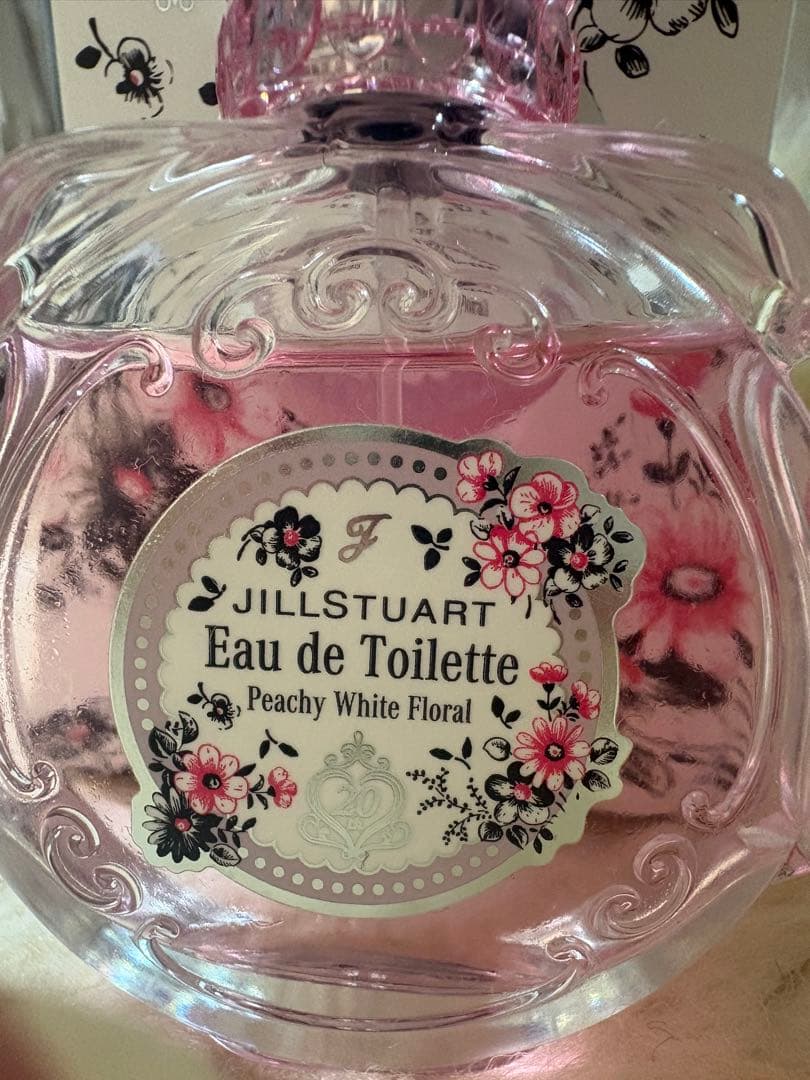 J
JILLSTUART
Eau de Toilette
Peachy White Floral
20